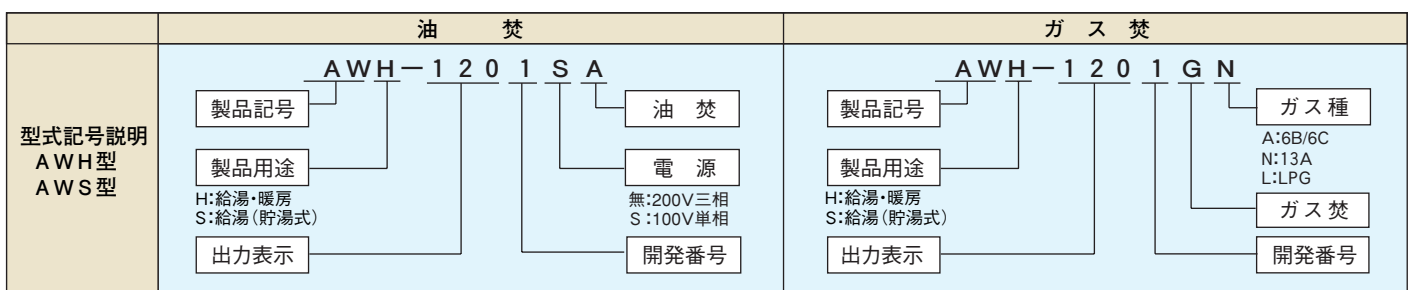 油 焚
ガ ス 焚
型式記号説明
AWH型
AWS型
AWH－1201SA
製品記号
油 焚
製品用途
電 源
H:給湯・暖房
S:給湯(貯湯式)
無:200V三相
S:100V単相
出力表示
開発番号
AWH－1201GN
製品記号
ガス種
A:6B/6C
N:13A
L:LPG
製品用途
H:給湯・暖房
S:給湯(貯湯式)
ガス焚
出力表示
開発番号